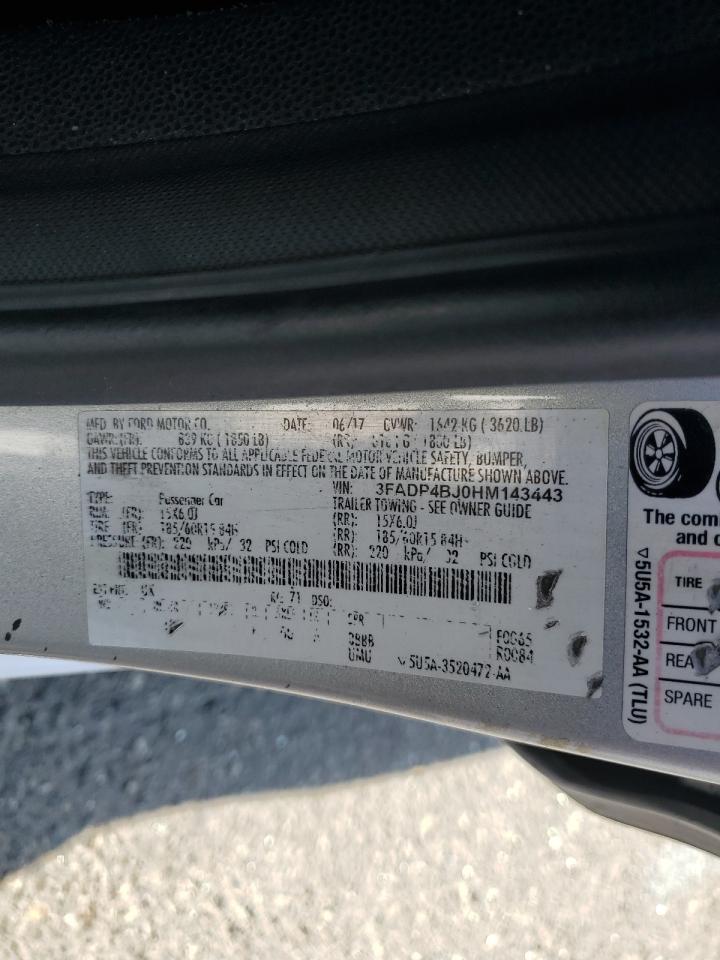 MFD. BY FORD MOTOR CO. DATE: 06/17 GVWR: 1642 KG ( 3620 LB)
GAWR (FR): 839 KG ( 1850 LB) (RR):
THIS VEHICLE CONFORMS TO ALL APPLICABLE FEDERAL MOTOR VEHICLE SAFETY, BUMPER,
AND THEFT PREVENTION STANDARDS IN EFFECT ON THE DATE OF MANUFACTURE SHOWN ABOVE.
VIN: 3FADP4BJ0HM143443
TYPE: Passenger Car TRAILER TOWING - SEE OWNER GUIDE
RIM: (FR): 15X6.0J (RR): 15X6.0J
TIRE (FR): 185/60R15 84H (RR): 185/60R15 84H
PRESSURE (FR): 220 kPa/ 32 PSI COLD (RR): 220 kPa/ 32 PSI COLD
UX 71 DSO:
F0065
UMU R0084
5U5A-3520472-AA
The com
and c
TIRE
FRONT
REA
SPARE
5U5A-1532-AA (TLU)